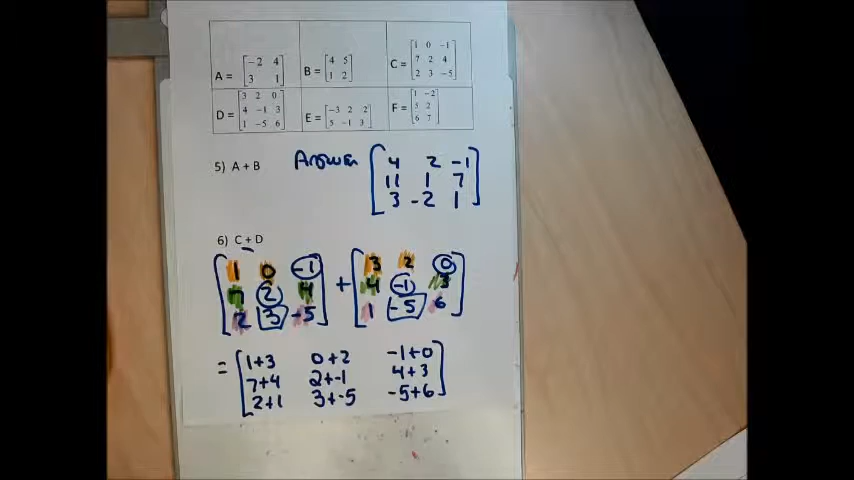 A = [-2 4; 3 1] B = [4 5; 1 2] C = [1 0 -1; 7 2 4; 2 3 -5]
D = [3 2 0; 4 -1 3; 1 -5 6] E = [-3 2 2; 5 -1 3] F = [1 -2; 5 2; 6 7]
5) A + B Answer
4 2 -1
11 1 7
3 -2 1
6) C + D
[1 0 -1] + [3 2 0]
[7 2 4] [4 -1 3]
[2 3 -5] [1 -5 6]
= [1+3 0+2 -1+0]
[7+4 2+-1 4+3]
[2+1 3+-5 -5+6]